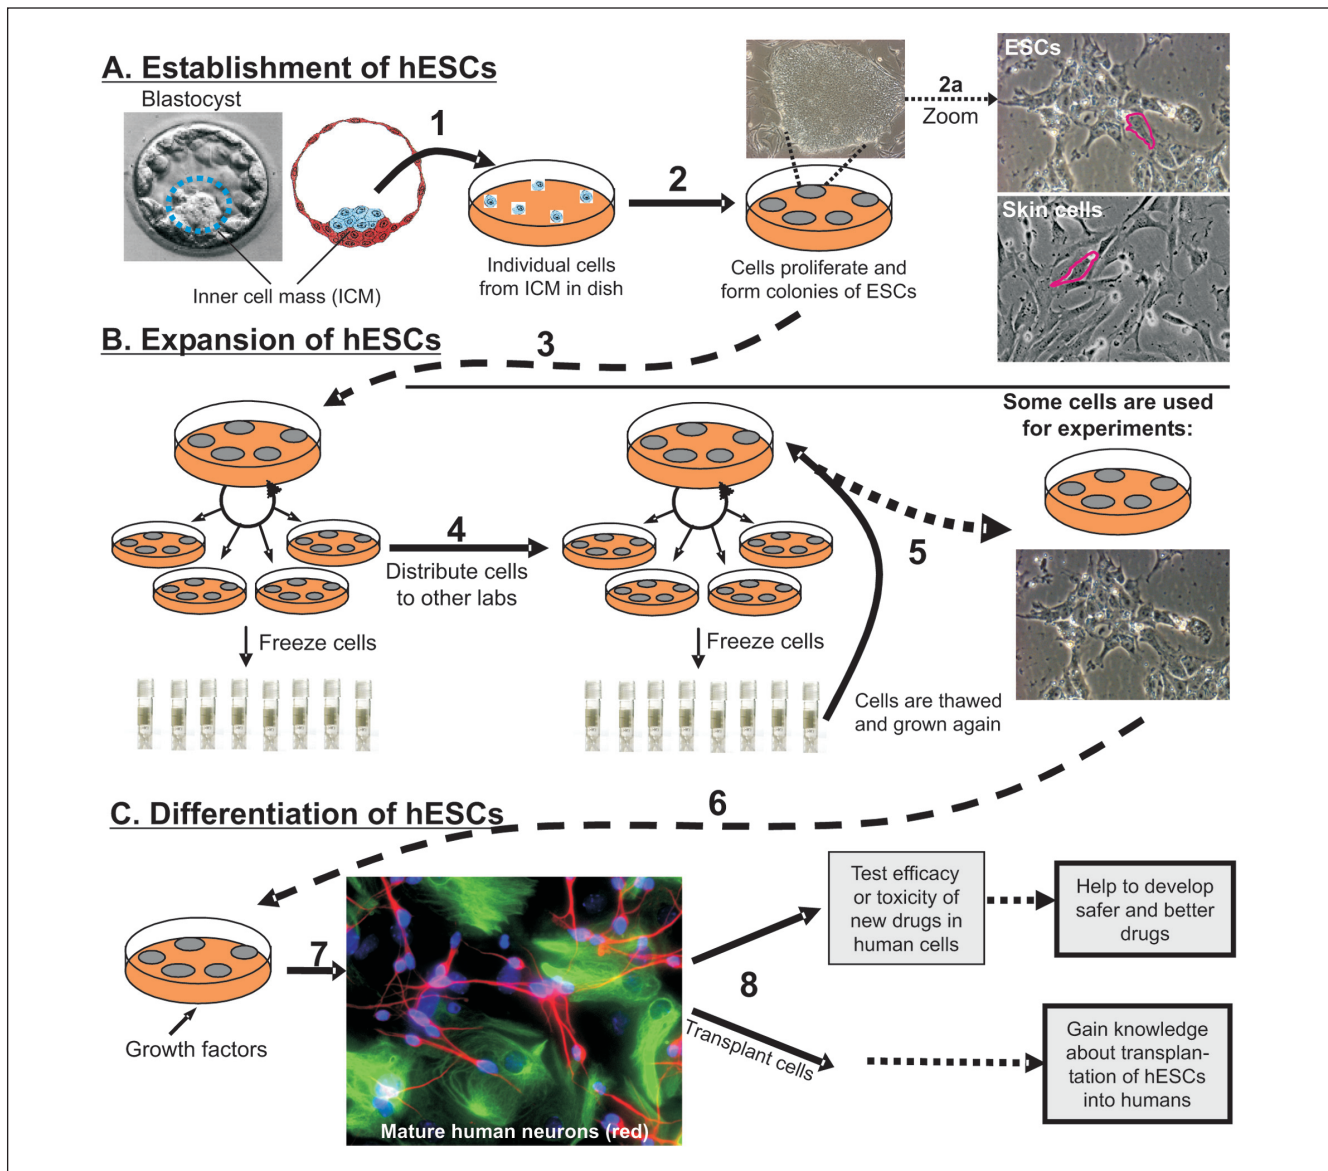 A. Establishment of hESCs
Blastocyst
Inner cell mass (ICM)
1
Individual cells
from ICM in dish
2
Cells proliferate and
form colonies of ESCs
2a
Zoom
ESCs
Skin cells
B. Expansion of hESCs
3
4
Distribute cells
to other labs
Freeze cells
Freeze cells
5
Cells are thawed
and grown again
Some cells are used
for experiments:
6
C. Differentiation of hESCs
Growth factors
7
Mature human neurons (red)
8
Transplant cells
Test efficacy
or toxicity of
new drugs in
human cells
Help to develop
safer and better
drugs
Gain knowledge
about transplan-
tation of hESCs
into humans